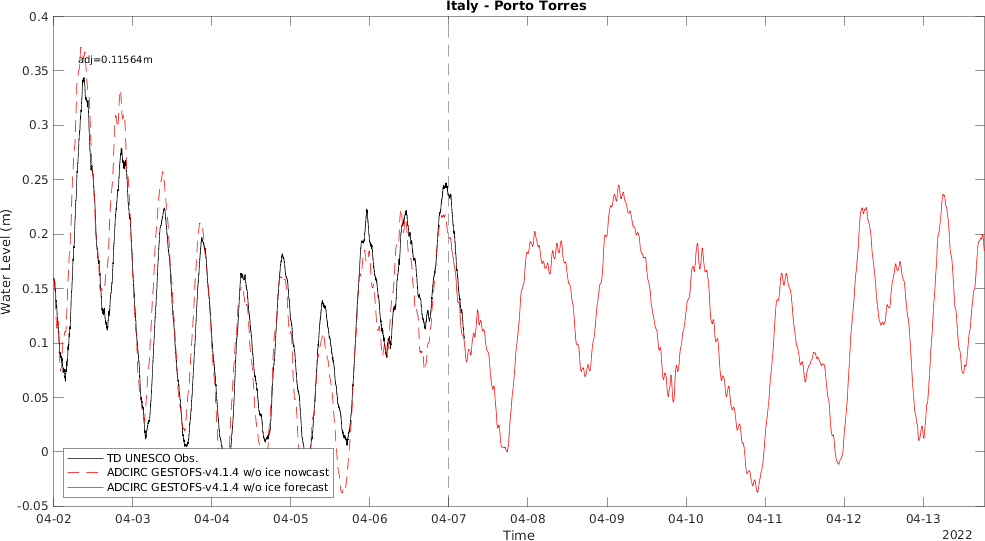 Italy - Porto Torres
adj=0.11564m
0.4
0.35
0.3
0.25
0.2
0.15
0.1
0.05
0
-0.05
Water Level (m)
TD UNESCO Obs.
ADCIRC GESTOFS-v4.1.4 w/o ice nowcast
ADCIRC GESTOFS-v4.1.4 w/o ice forecast
04-02 04-03 04-04 04-05 04-06 04-07 04-08 04-09 04-10 04-11 04-12 04-13
Time
2022